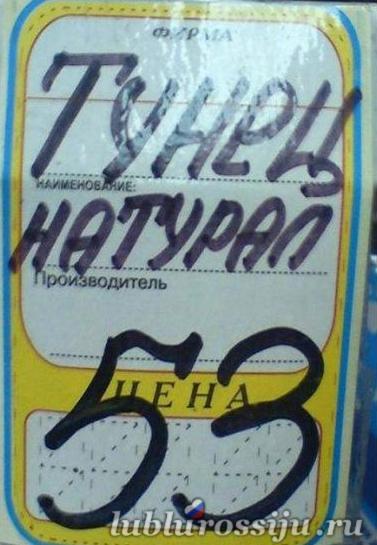 ФИРМА
ТУНЕЦ
НАИМЕНОВАНИЕ:
НАТУРАЛ
Производитель
ЦЕНА
53
lublurossiju.ru